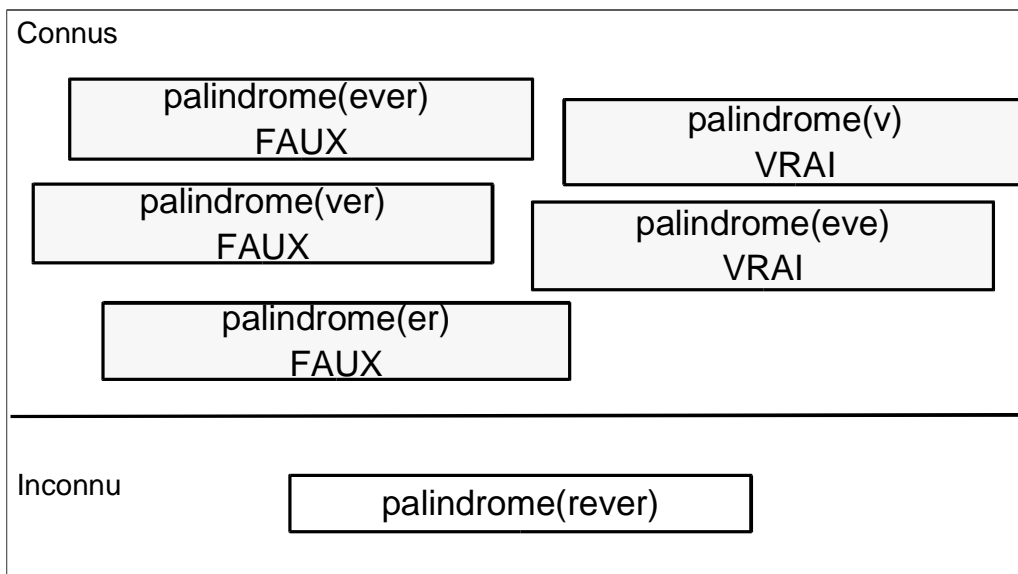 Connus
palindrome(ever)
FAUX
palindrome(v)
VRAI
palindrome(ver)
FAUX
palindrome(eve)
VRAI
palindrome(er)
FAUX
Inconnu
palindrome(rever)